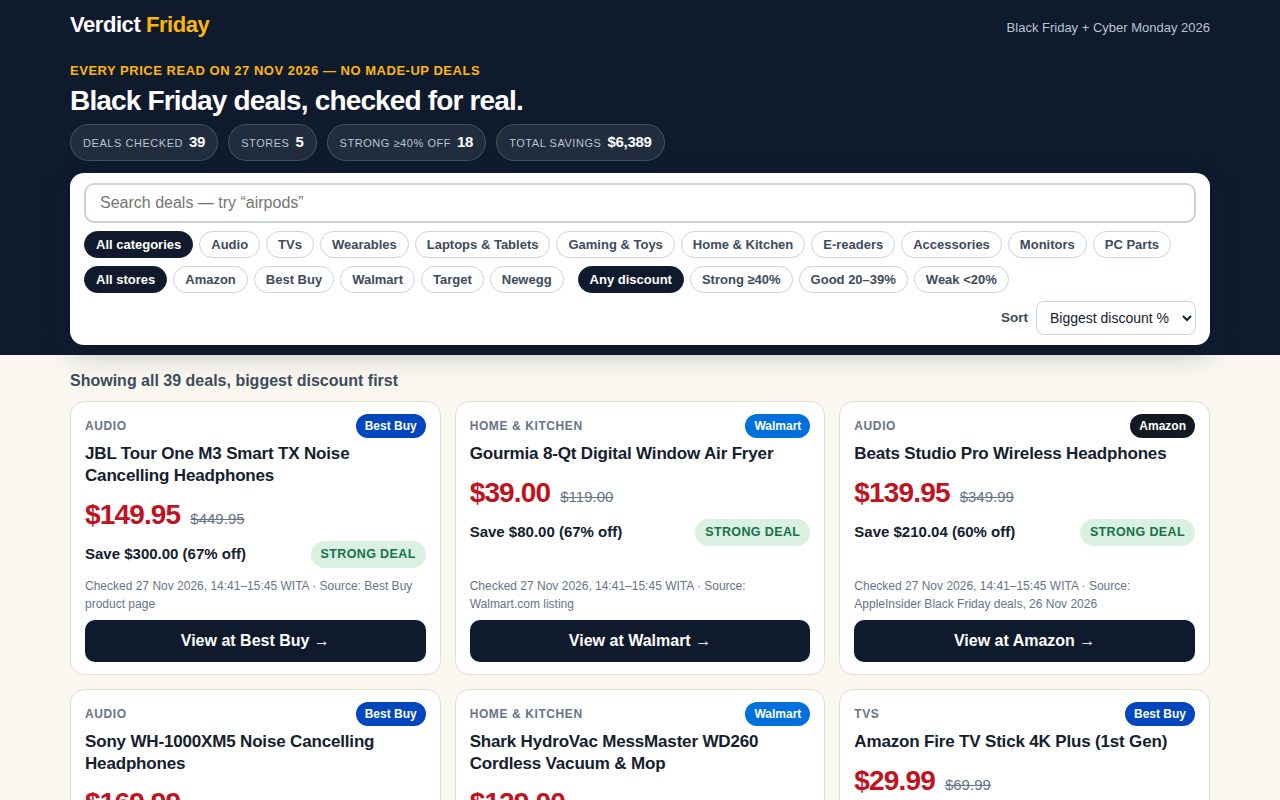 Verdict Friday
Black Friday + Cyber Monday 2026
EVERY PRICE READ ON 27 NOV 2026 — NO MADE-UP DEALS
Black Friday deals, checked for real.
DEALS CHECKED 39
STORES 5
STRONG ≥40% OFF 18
TOTAL SAVINGS $6,389
Search deals — try “airpods”
All categories Audio TVs Wearables Laptops & Tablets Gaming & Toys Home & Kitchen E-readers Accessories Monitors PC Parts
All stores Amazon Best Buy Walmart Target Newegg Any discount Strong ≥40% Good 20–39% Weak <20%
Sort Biggest discount %
Showing all 39 deals, biggest discount first
AUDIO Best Buy
JBL Tour One M3 Smart TX Noise
Cancelling Headphones
$149.95 $449.95
Save $300.00 (67% off) STRONG DEAL
Checked 27 Nov 2026, 14:41–15:45 WITA · Source: Best Buy
product page
View at Best Buy →
HOME & KITCHEN Walmart
Gourmia 8-Qt Digital Window Air Fryer
$39.00 $119.00
Save $80.00 (67% off) STRONG DEAL
Checked 27 Nov 2026, 14:41–15:45 WITA · Source:
Walmart.com listing
View at Walmart →
AUDIO Amazon
Beats Studio Pro Wireless Headphones
$139.95 $349.99
Save $210.04 (60% off) STRONG DEAL
Checked 27 Nov 2026, 14:41–15:45 WITA · Source:
AppleInsider Black Friday deals, 26 Nov 2026
View at Amazon →
AUDIO Best Buy
Sony WH-1000XM5 Noise Cancelling
Headphones
$169.99
HOME & KITCHEN Walmart
Shark HydroVac MessMaster WD260
Cordless Vacuum & Mop
$129.00
TVS Best Buy
Amazon Fire TV Stick 4K Plus (1st Gen)
$29.99 $69.99